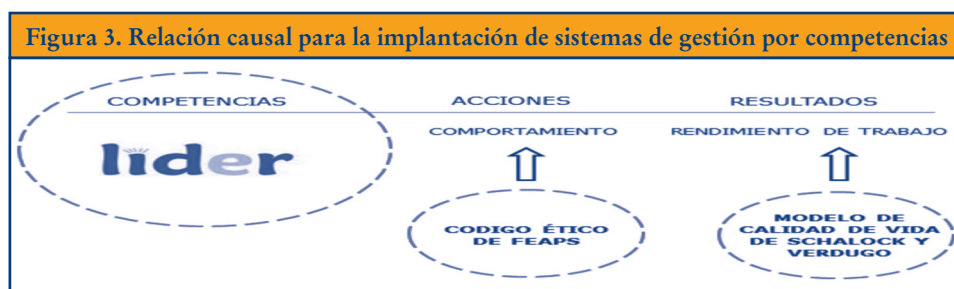 Figura 3. Relación causal para la implantación de sistemas de gestión por competencias
COMPETENCIAS
ACCIONES
RESULTADOS
COMPORTAMIENTO
RENDIMIENTO DE TRABAJO
lider
CODIGO ÉTICO
DE FEAPS
MODELO DE
CALIDAD DE VIDA
DE SCHALOCK Y
VERDUGO